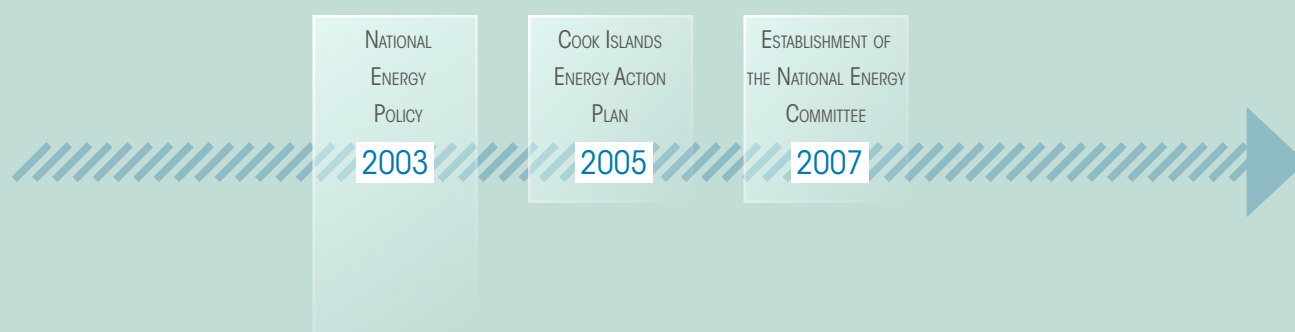 National
Energy
Policy
2003
Cook Islands
Energy Action
Plan
2005
Establishment of
the National Energy
Committee
2007